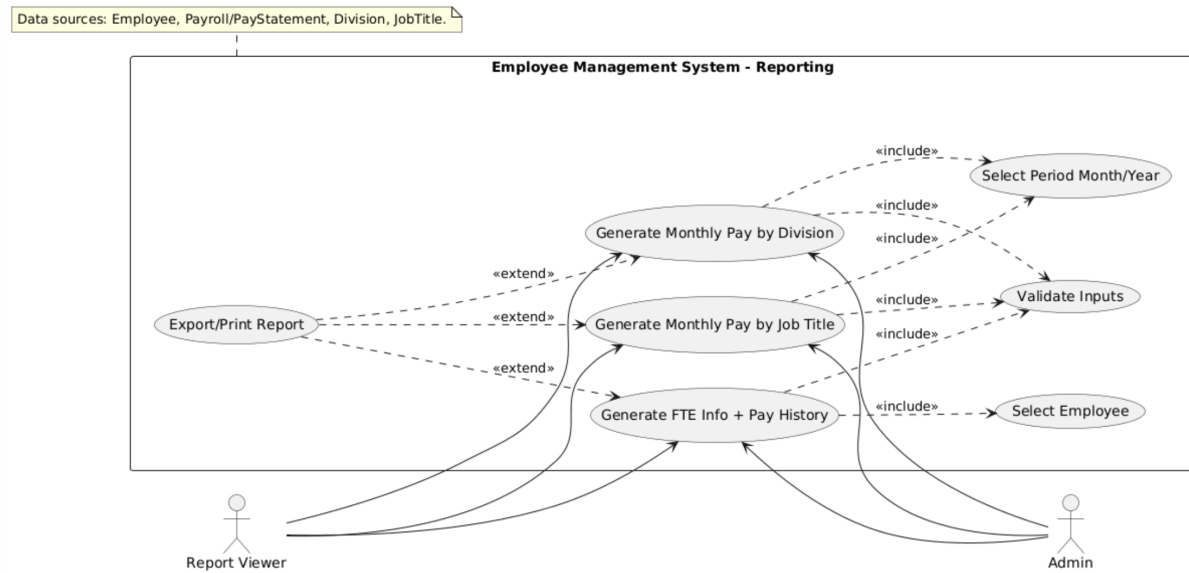 Data sources: Employee, Payroll/PayStatement, Division, JobTitle.
Employee Management System - Reporting
«include»
Select Period Month/Year
«include»
Generate Monthly Pay by Division
«include»
«extend»
Validate Inputs
«include»
Export/Print Report
«extend»
Generate Monthly Pay by Job Title
«include»
«extend»
Generate FTE Info + Pay History
«include»
Select Employee
Report Viewer
Admin